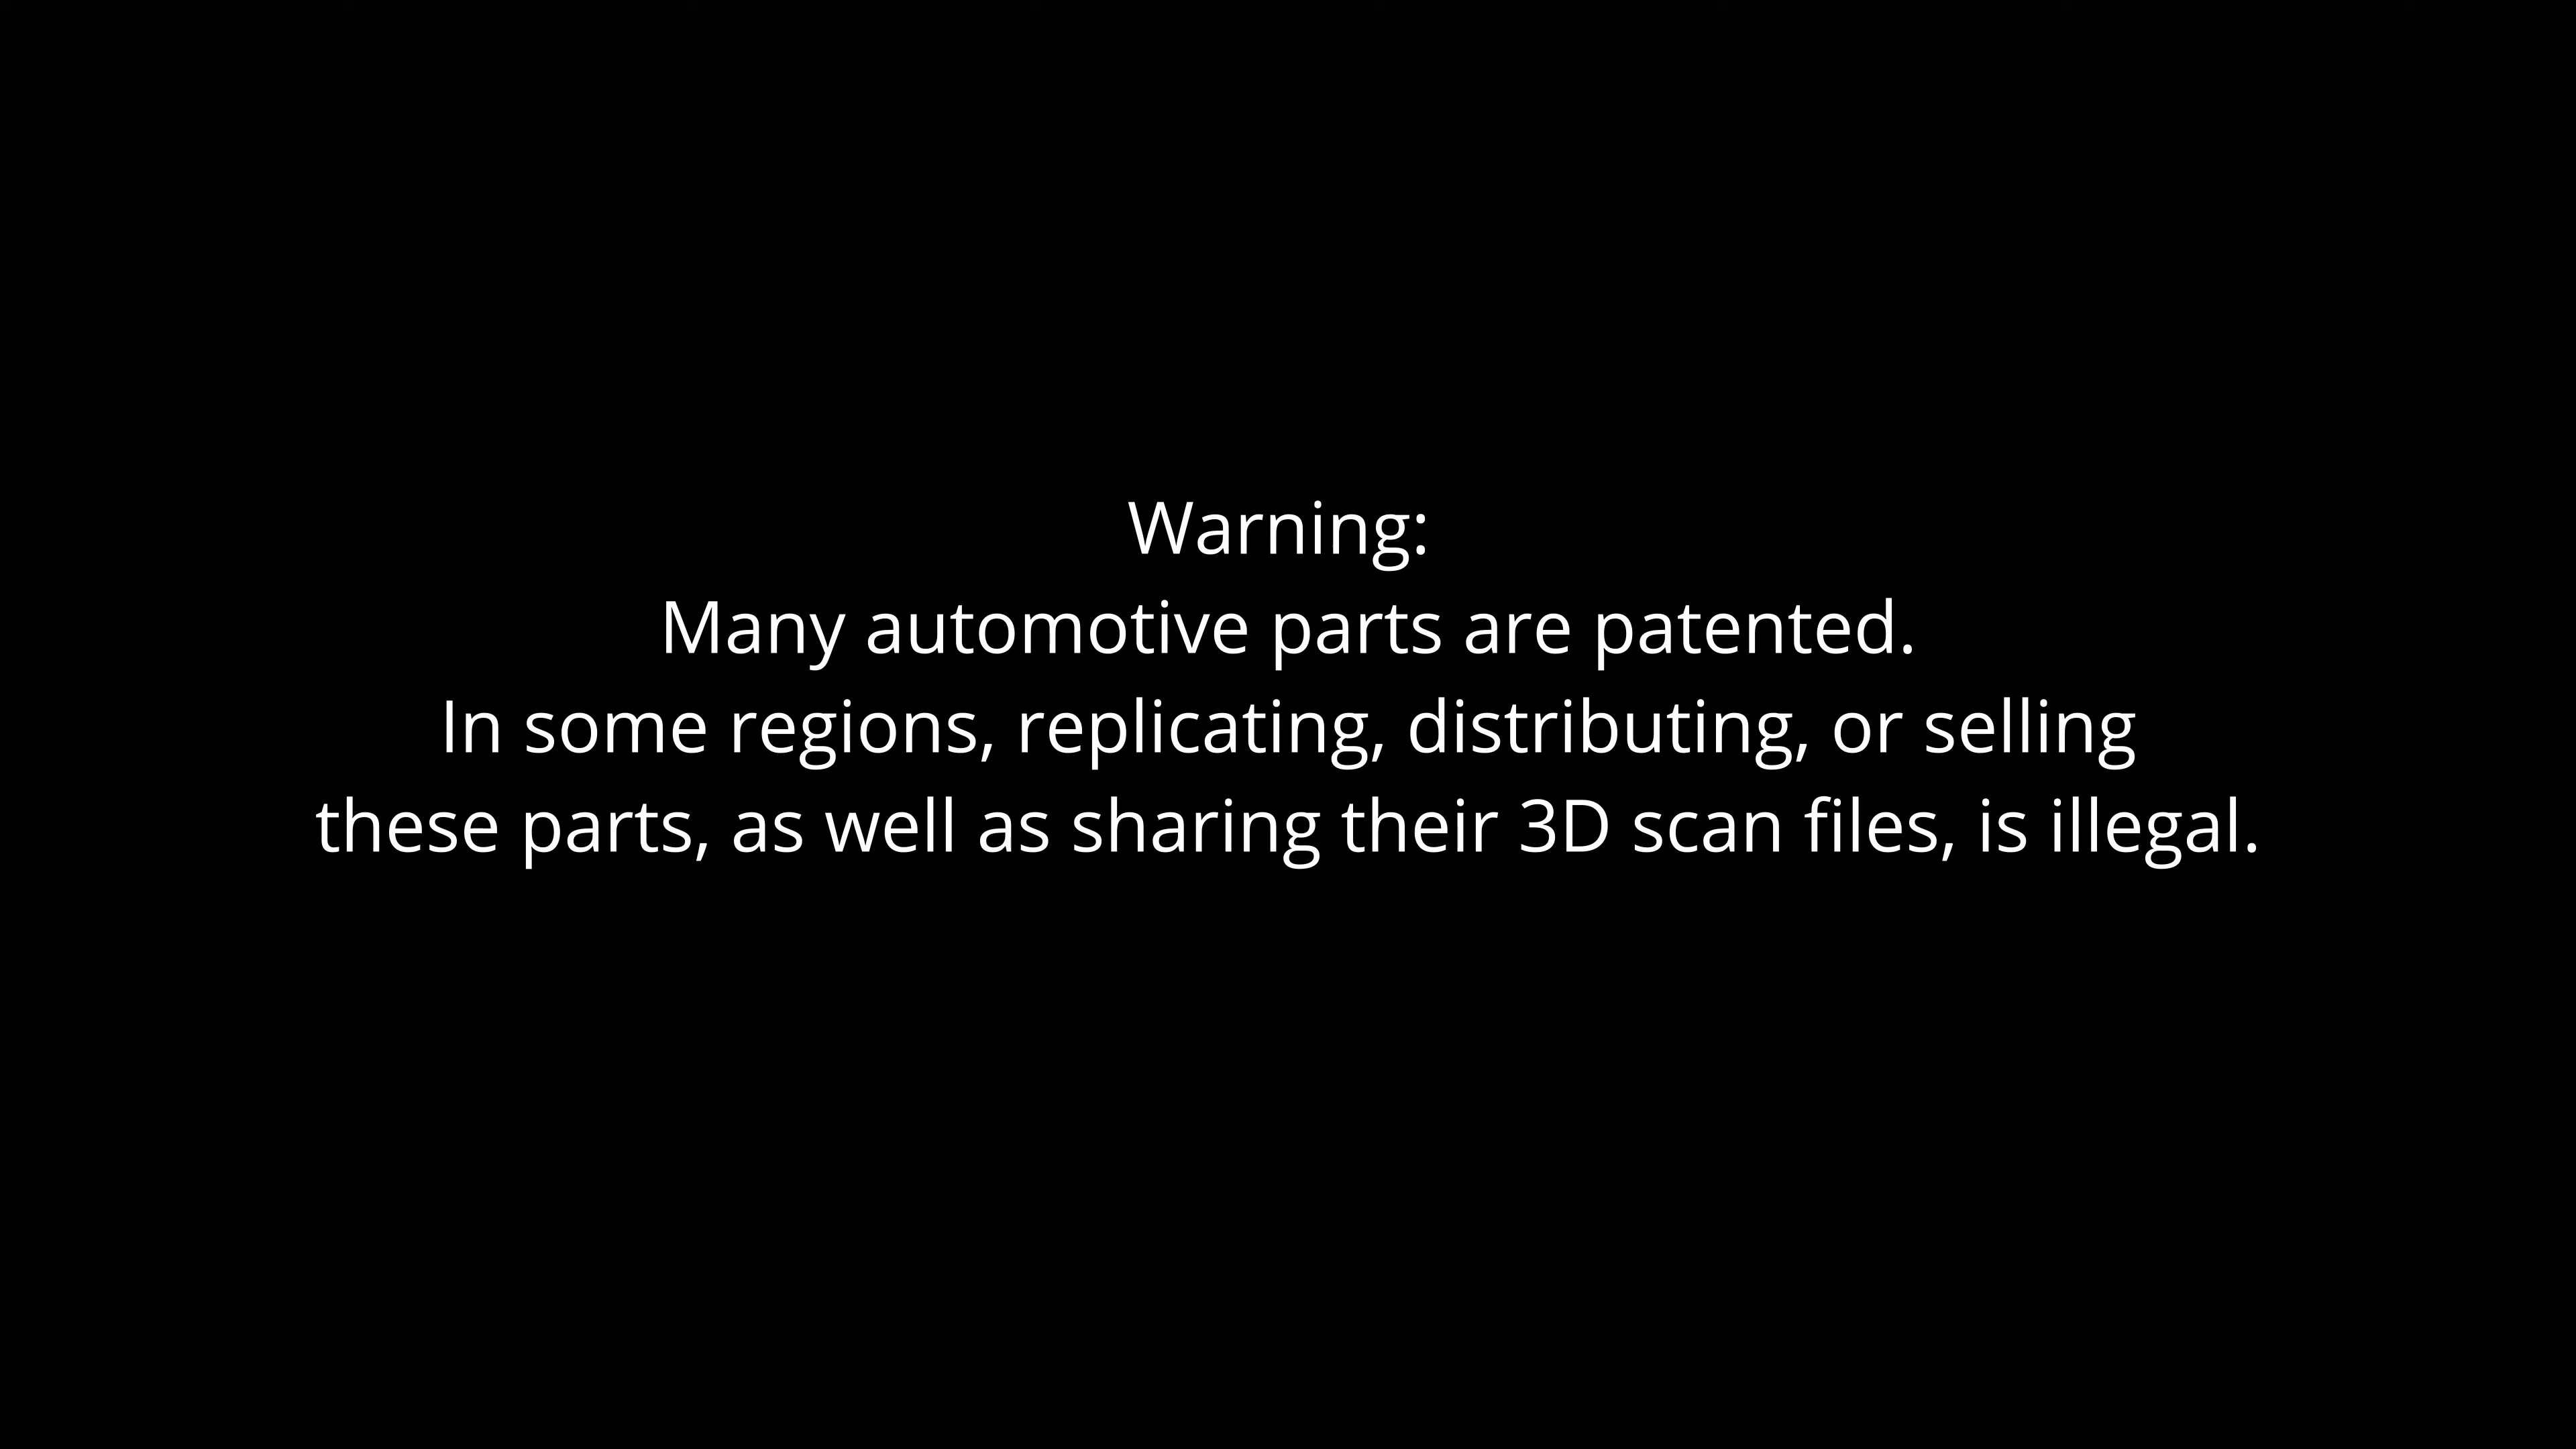 Warning:
Many automotive parts are patented.
In some regions, replicating, distributing, or selling
these parts, as well as sharing their 3D scan files, is illegal.